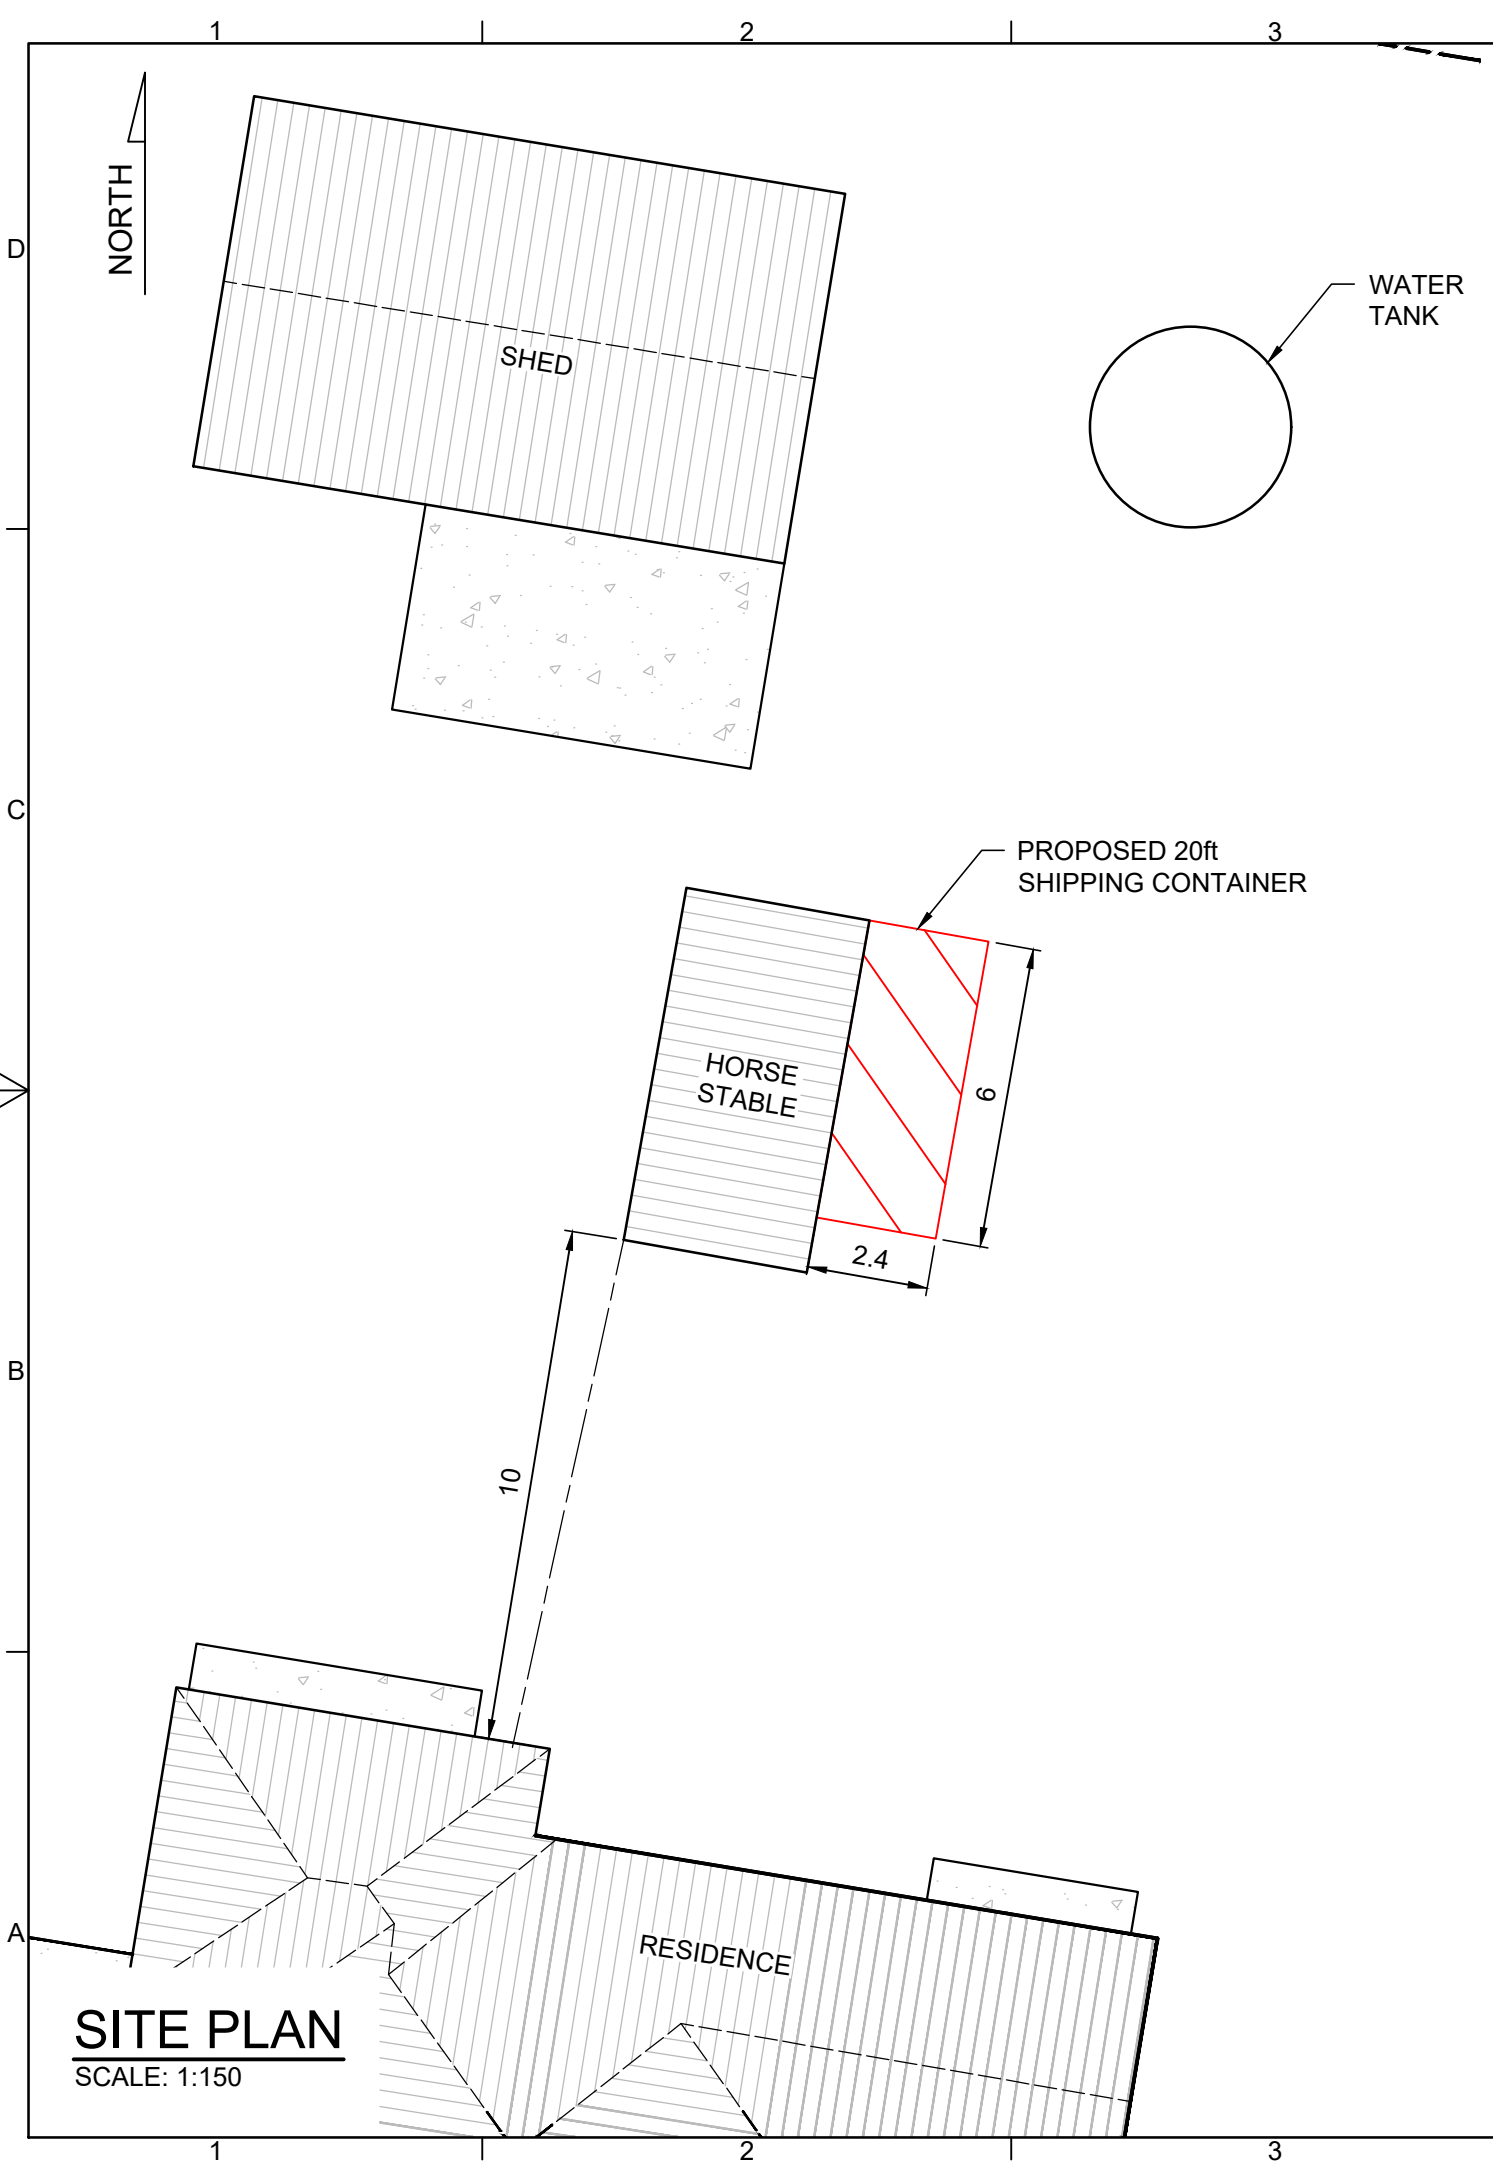 1 2 3
NORTH
D
WATER
TANK
SHED
C
PROPOSED 20ft
SHIPPING CONTAINER
HORSE
STABLE
6
2.4
B
10
A
RESIDENCE
SITE PLAN
SCALE: 1:150
1 2 3